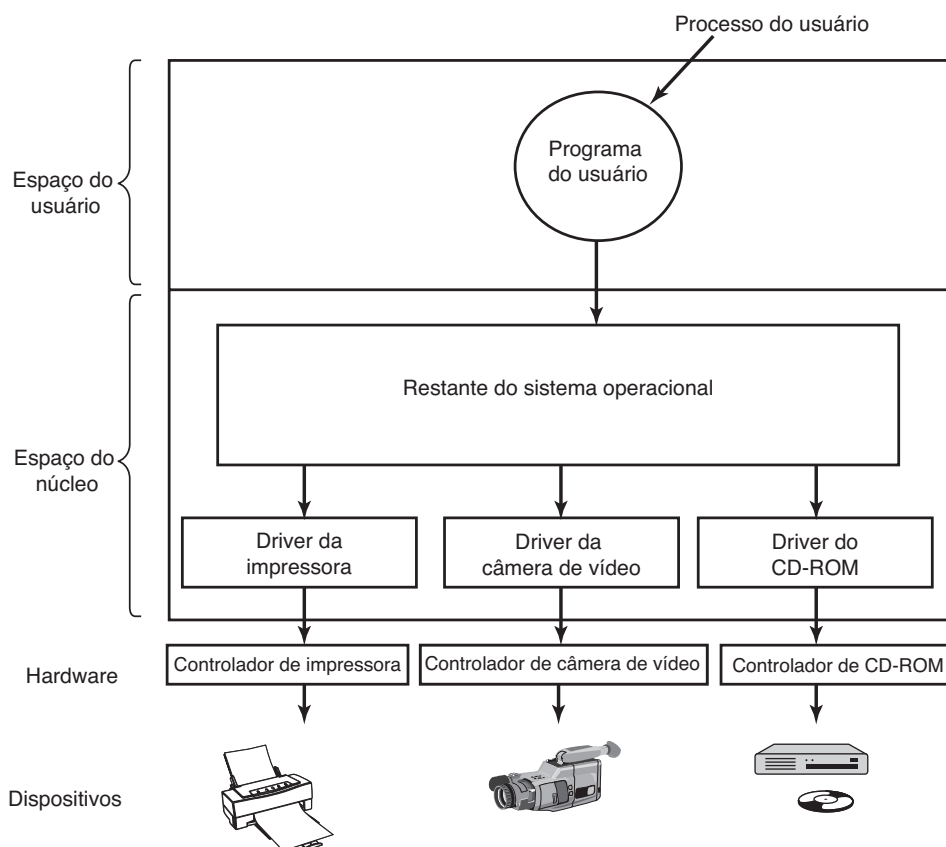 Processo do usuário
Programa
do usuário
Espaço do
usuário
Restante do sistema operacional
Espaço do
núcleo
Driver da
impressora
Driver da
câmera de vídeo
Driver do
CD-ROM
Hardware
Controlador de impressora
Controlador de câmera de vídeo
Controlador de CD-ROM
Dispositivos